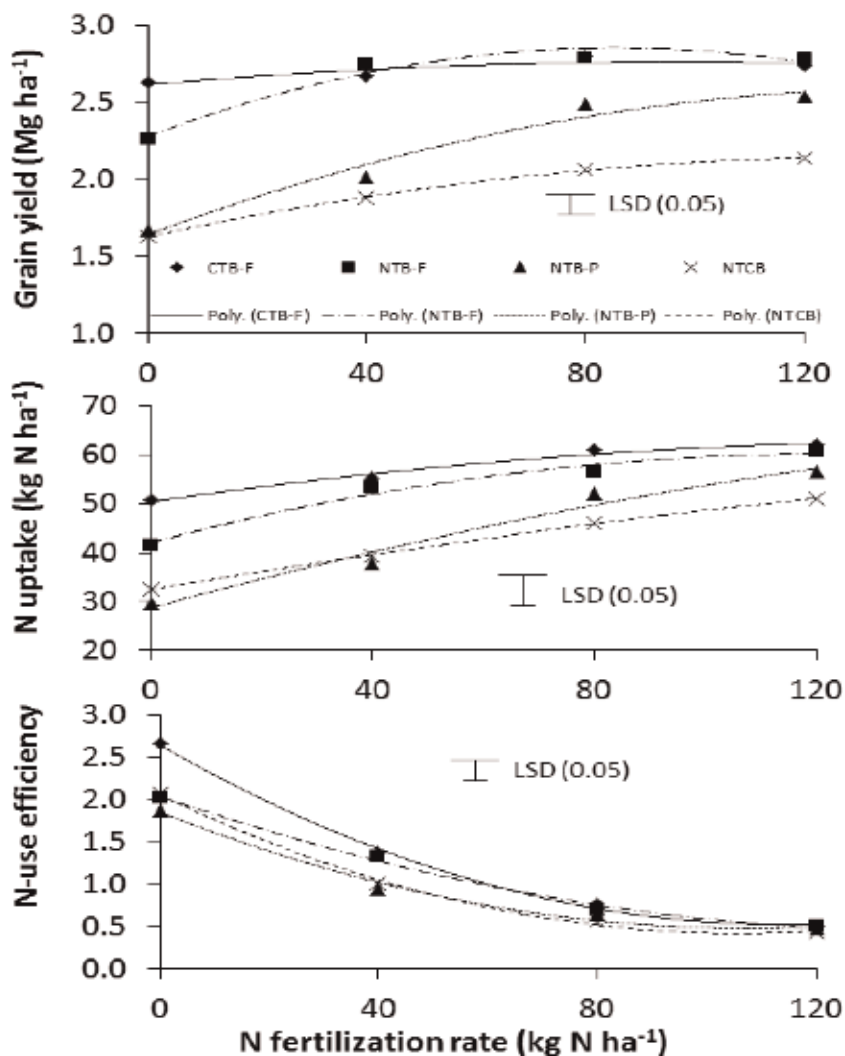 Grain yield (Mg ha⁻¹)
3.0
2.5
2.0
1.5
1.0
LSD (0.05)
CTB-F NTB-F NTB-P NTCB
Poly. (CTB-F) Poly. (NTB-F) Poly. (NTB-P) Poly. (NTCB)
0 40 80 120
N uptake (kg N ha⁻¹)
70
60
50
40
30
20
LSD (0.05)
0 40 80 120
N-use efficiency
3.0
2.5
2.0
1.5
1.0
0.5
0.0
LSD (0.05)
0 40 80 120
N fertilization rate (kg N ha⁻¹)